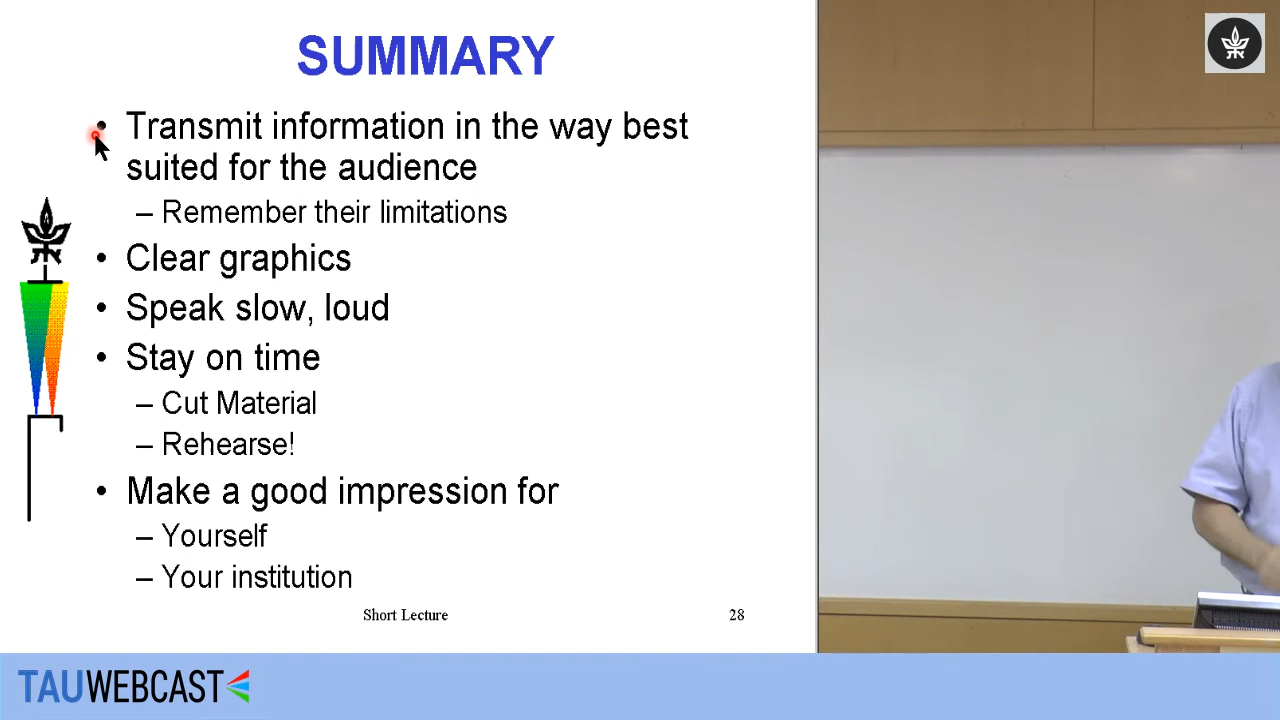 SUMMARY
• Transmit information in the way best
suited for the audience
– Remember their limitations
• Clear graphics
• Speak slow, loud
• Stay on time
– Cut Material
– Rehearse!
• Make a good impression for
– Yourself
– Your institution
Short Lecture 28
TAUWEBCAST